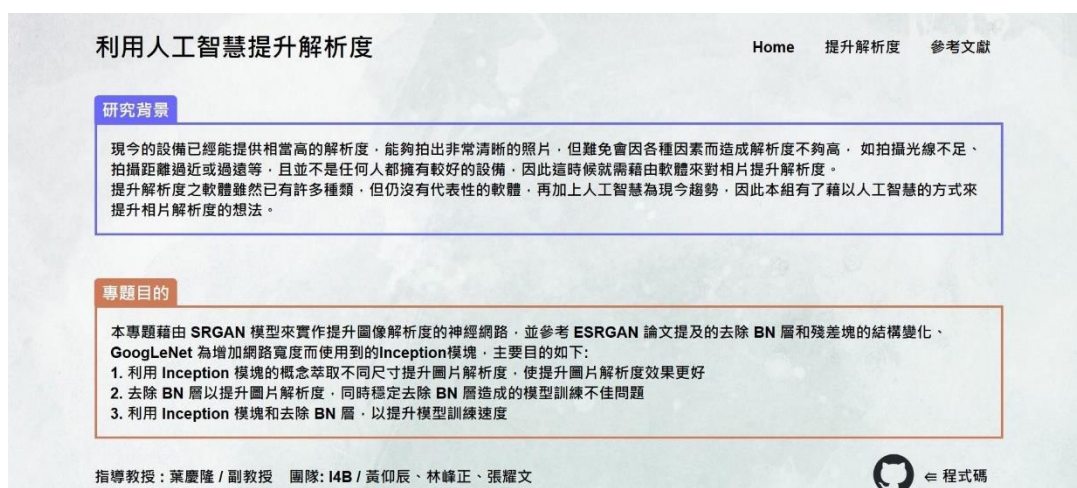 利用人工智慧提升解析度
Home 提升解析度 參考文獻
研究背景
現今的設備已經能提供相當高的解析度，能夠拍出非常清晰的照片，但難免會因各種因素而造成解析度不夠高， 如拍攝光線不足、
拍攝距離過近或過遠等，且並不是任何人都擁有較好的設備，因此這時候就需藉由軟體來對相片提升解析度。
提升解析度之軟體雖然已有許多種類，但仍沒有代表性的軟體，再加上人工智慧為現今趨勢，因此本組有了藉以人工智慧的方式來
提升相片解析度的想法。
專題目的
本專題藉由 SRGAN 模型來實作提升圖像解析度的神經網路，並參考 ESRGAN 論文提及的去除 BN 層和殘差塊的結構變化、
GoogLeNet 為增加網路寬度而使用到的Inception模塊，主要目的如下:
1. 利用 Inception 模塊的概念萃取不同尺寸提升圖片解析度，使提升圖片解析度效果更好
2. 去除 BN 層以提升圖片解析度，同時穩定去除 BN 層造成的模型訓練不佳問題
3. 利用 Inception 模塊和去除 BN 層，以提升模型訓練速度
指導教授 : 葉慶隆 / 副教授 團隊: I4B / 黃仰辰、林峰正、張耀文
⇐ 程式碼